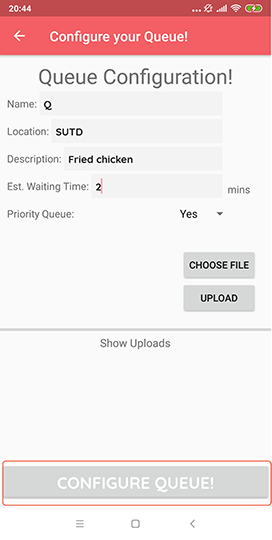 20:44
Configure your Queue!
Queue Configuration!
Name: Q
Location: SUTD
Description: Fried chicken
Est. Waiting Time: 2 mins
Priority Queue: Yes
CHOOSE FILE
UPLOAD
Show Uploads
CONFIGURE QUEUE!